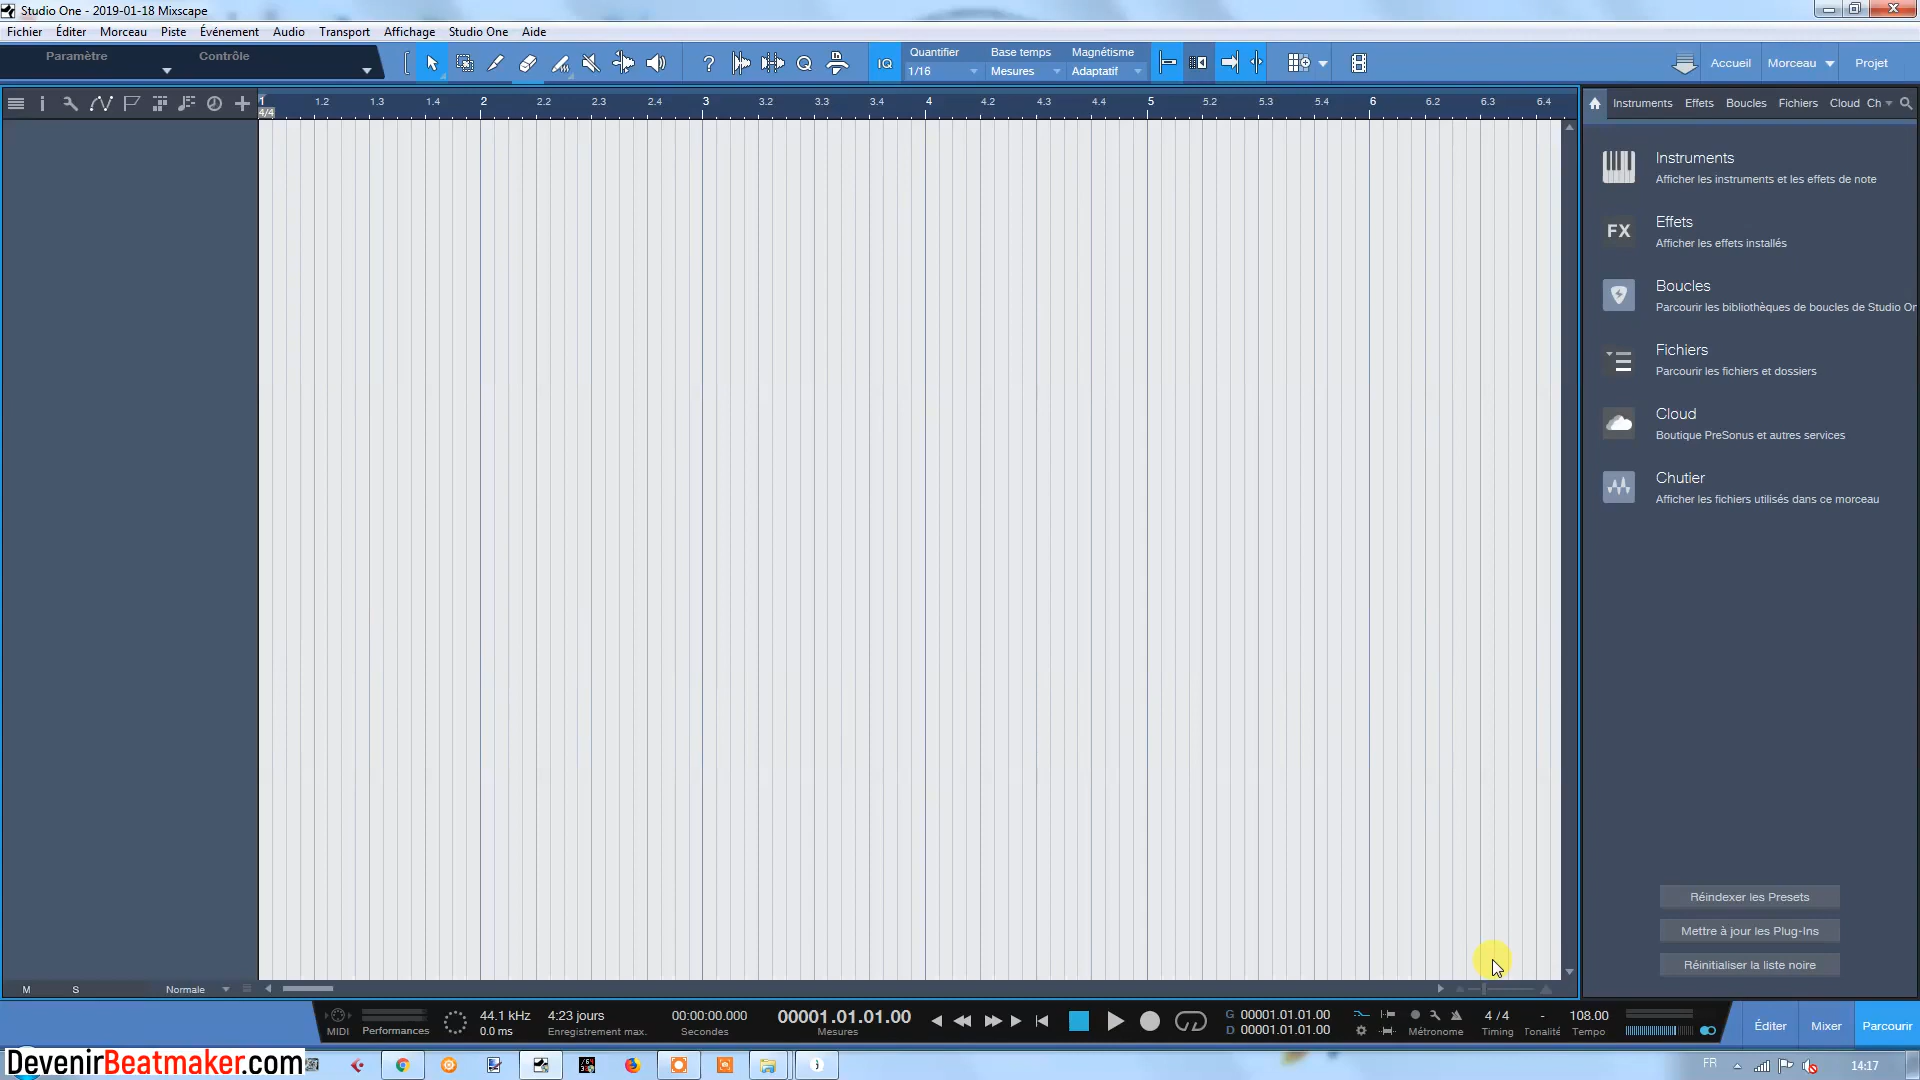 Studio One - 2019-01-18 Mixscape
Fichier Éditer Morceau Piste Événement Audio Transport Affichage Studio One Aide
Paramètre Contrôle
IQ
Quantifier Base temps Magnétisme
1/16 Mesures Adaptatif
Accueil Morceau Projet
1 1.2 1.3 1.4 2 2.2 2.3 2.4 3 3.2 3.3 3.4 4 4.2 4.3 4.4 5 5.2 5.3 5.4 6 6.2 6.3 6.4
4/4
Instruments Effets Boucles Fichiers Cloud Ch
Instruments
Afficher les instruments et les effets de note
FX
Effets
Afficher les effets installés
Boucles
Parcourir les bibliothèques de boucles de Studio Or
Fichiers
Parcourir les fichiers et dossiers
Cloud
Boutique PreSonus et autres services
Chutier
Afficher les fichiers utilisés dans ce morceau
Réindexer les Presets
Mettre à jour les Plug-Ins
Réinitialiser la liste noire
M S Normale
MIDI Performances
44.1 kHz
0.0 ms
4:23 jours
Enregistrement max.
00:00:00.000
Secondes
00001.01.01.00
Mesures
G 00001.01.01.00
D 00001.01.01.00
Métronome
4 / 4
Timing
-
Tonalité
108.00
Tempo
Éditer Mixer Parcourir
DevenirBeatmaker.com
FR
14:17